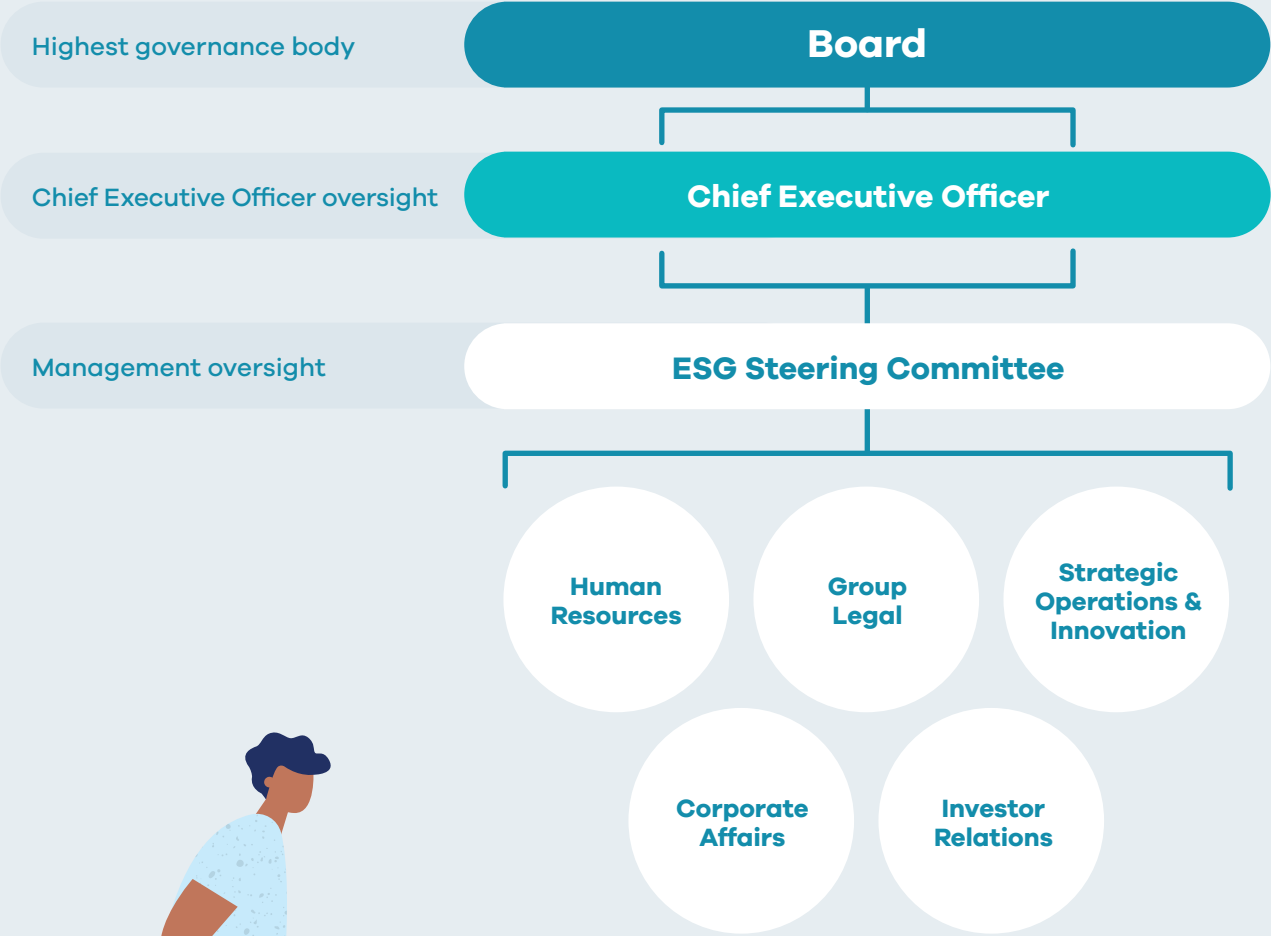 Highest governance body
Board
Chief Executive Officer oversight
Chief Executive Officer
Management oversight
ESG Steering Committee
Human
Resources
Group
Legal
Strategic
Operations &
Innovation
Corporate
Affairs
Investor
Relations